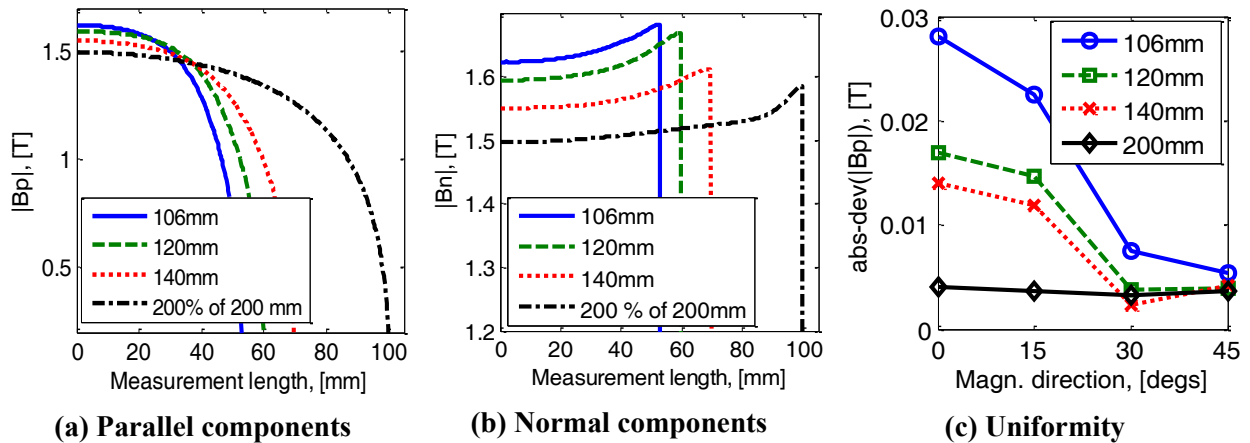 1.5
1
0.5
|Bp|, [T]
106mm
120mm
140mm
200% of 200 mm
0 20 40 60 80 100
Measurement length, [mm]
(a) Parallel components
1.6
1.5
1.4
1.3
1.2
|Bn|, [T]
106mm
120mm
140mm
200 % of 200mm
0 20 40 60 80 100
Measurement length, [mm]
(b) Normal components
0.03
0.02
0.01
0
abs-dev(|Bp|), [T]
106mm
120mm
140mm
200mm
0 15 30 45
Magn. direction, [degs]
(c) Uniformity